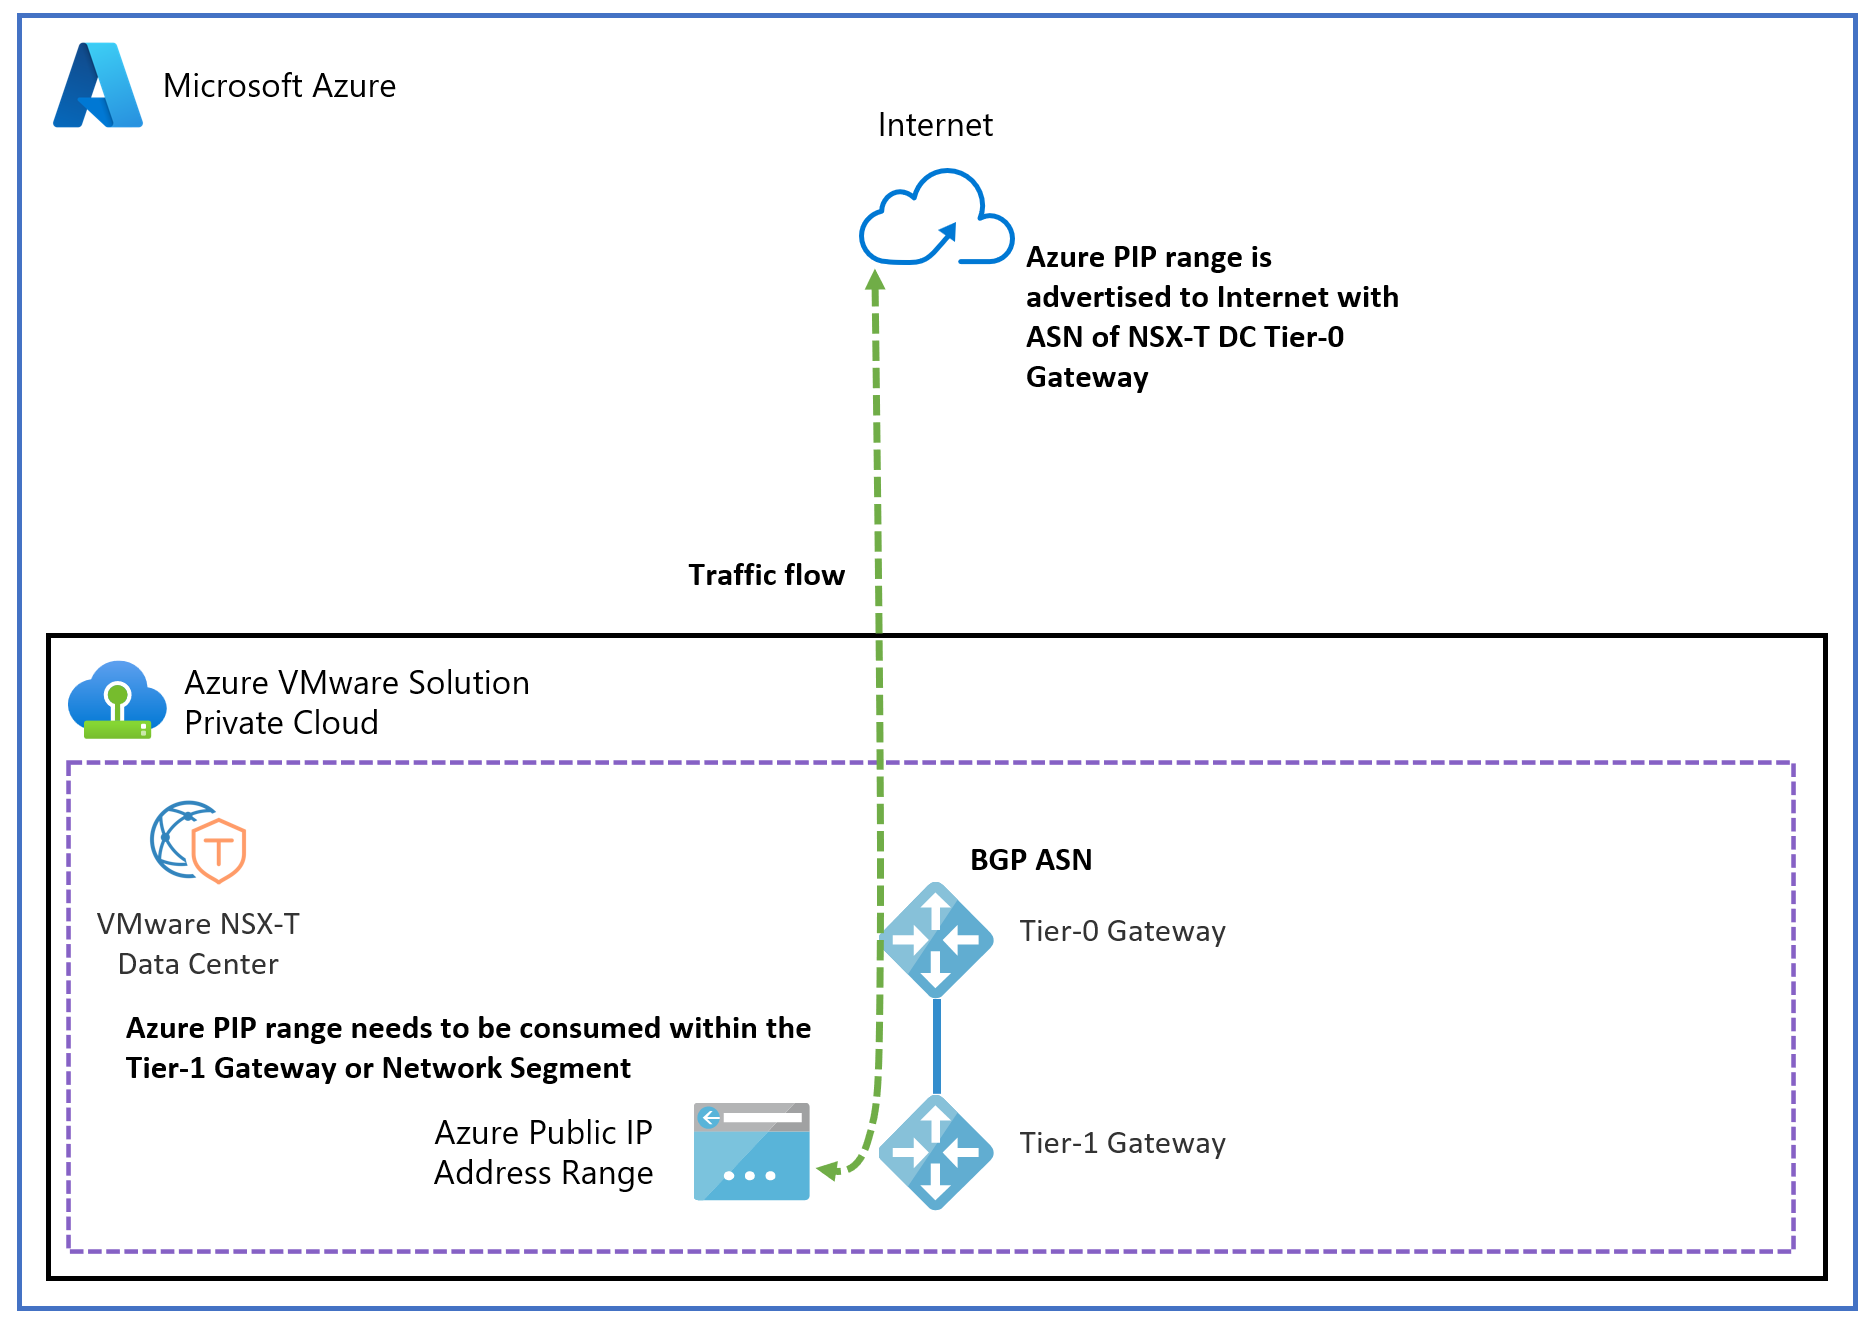 Microsoft Azure
Internet
Azure PIP range is
advertised to Internet with
ASN of NSX-T DC Tier-0
Gateway
Traffic flow
Azure VMware Solution
Private Cloud
BGP ASN
VMware NSX-T
Data Center
Tier-0 Gateway
Azure PIP range needs to be consumed within the
Tier-1 Gateway or Network Segment
Azure Public IP
Address Range
Tier-1 Gateway
T